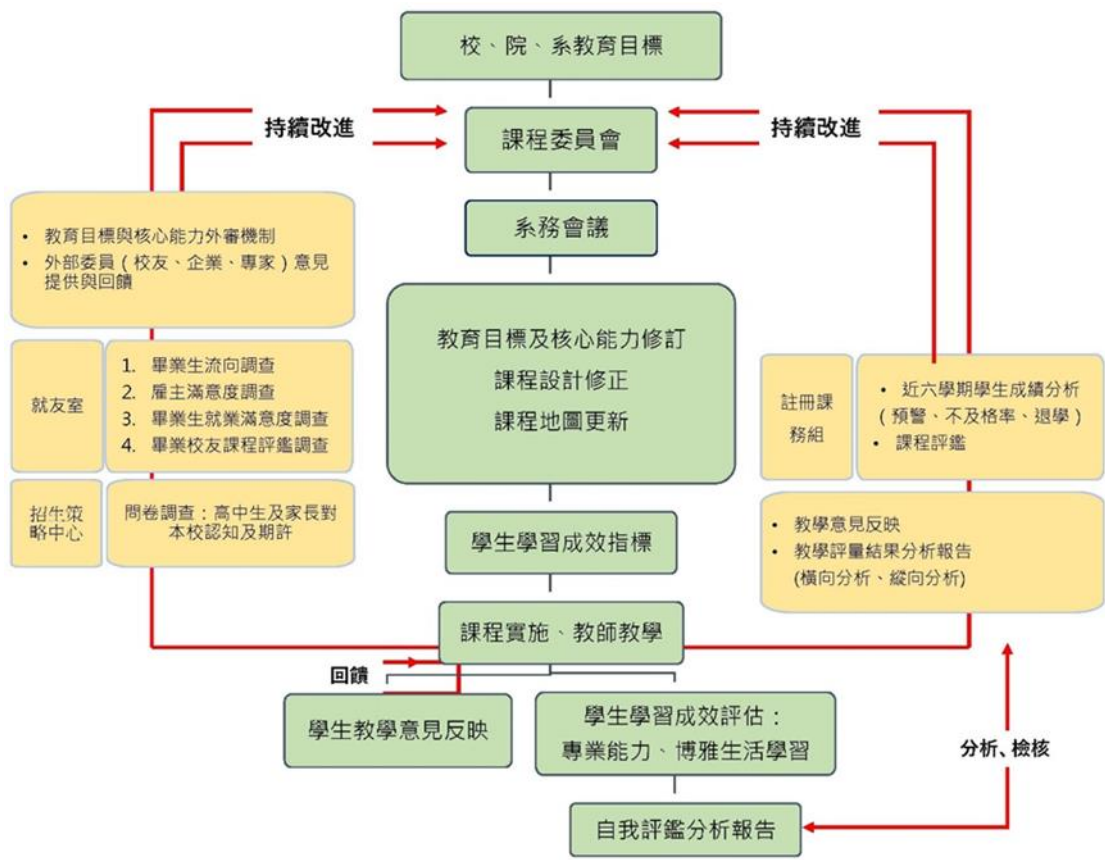 校、院、系教育目標
持續改進
課程委員會
持續改進
系務會議
• 教育目標與核心能力外審機制
• 外部委員（校友、企業、專家）意見
提供與回饋
教育目標及核心能力修訂
課程設計修正
課程地圖更新
就友室
1. 畢業生流向調查
2. 雇主滿意度調查
3. 畢業生就業滿意度調查
4. 畢業校友課程評鑑調查
招生策
略中心
問卷調查：高中生及家長對
本校認知及期許
註冊課
務組
• 近六學期學生成績分析
（預警、不及格率、退學）
• 課程評鑑
• 教學意見反映
• 教學評量結果分析報告
(橫向分析、縱向分析)
學生學習成效指標
課程實施、教師教學
回饋
學生教學意見反映
學生學習成效評估：
專業能力、博雅生活學習
分析、檢核
自我評鑑分析報告